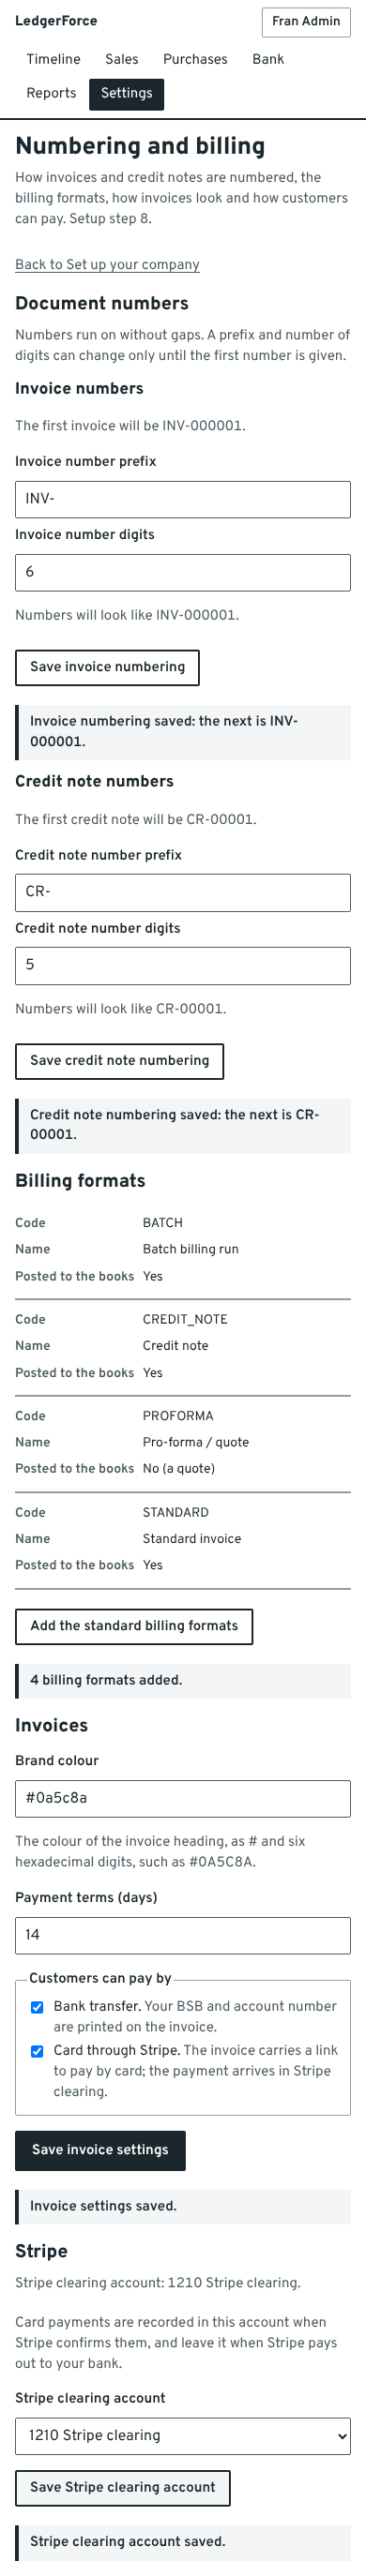 LedgerForce
Fran Admin
Timeline Sales Purchases Bank
Reports Settings
Numbering and billing
How invoices and credit notes are numbered, the
billing formats, how invoices look and how customers
can pay. Setup step 8.
Back to Set up your company
Document numbers
Numbers run on without gaps. A prefix and number of
digits can change only until the first number is given.
Invoice numbers
The first invoice will be INV-000001.
Invoice number prefix
INV-
Invoice number digits
6
Numbers will look like INV-000001.
Save invoice numbering
Invoice numbering saved: the next is INV-
000001.
Credit note numbers
The first credit note will be CR-00001.
Credit note number prefix
CR-
Credit note number digits
5
Numbers will look like CR-00001.
Save credit note numbering
Credit note numbering saved: the next is CR-
00001.
Billing formats
Code BATCH
Name Batch billing run
Posted to the books Yes
Code CREDIT_NOTE
Name Credit note
Posted to the books Yes
Code PROFORMA
Name Pro-forma / quote
Posted to the books No (a quote)
Code STANDARD
Name Standard invoice
Posted to the books Yes
Add the standard billing formats
4 billing formats added.
Invoices
Brand colour
#0a5c8a
The colour of the invoice heading, as # and six
hexadecimal digits, such as #0A5C8A.
Payment terms (days)
14
Customers can pay by
Bank transfer. Your BSB and account number
are printed on the invoice.
Card through Stripe. The invoice carries a link
to pay by card; the payment arrives in Stripe
clearing.
Save invoice settings
Invoice settings saved.
Stripe
Stripe clearing account: 1210 Stripe clearing.
Card payments are recorded in this account when
Stripe confirms them, and leave it when Stripe pays
out to your bank.
Stripe clearing account
1210 Stripe clearing
Save Stripe clearing account
Stripe clearing account saved.